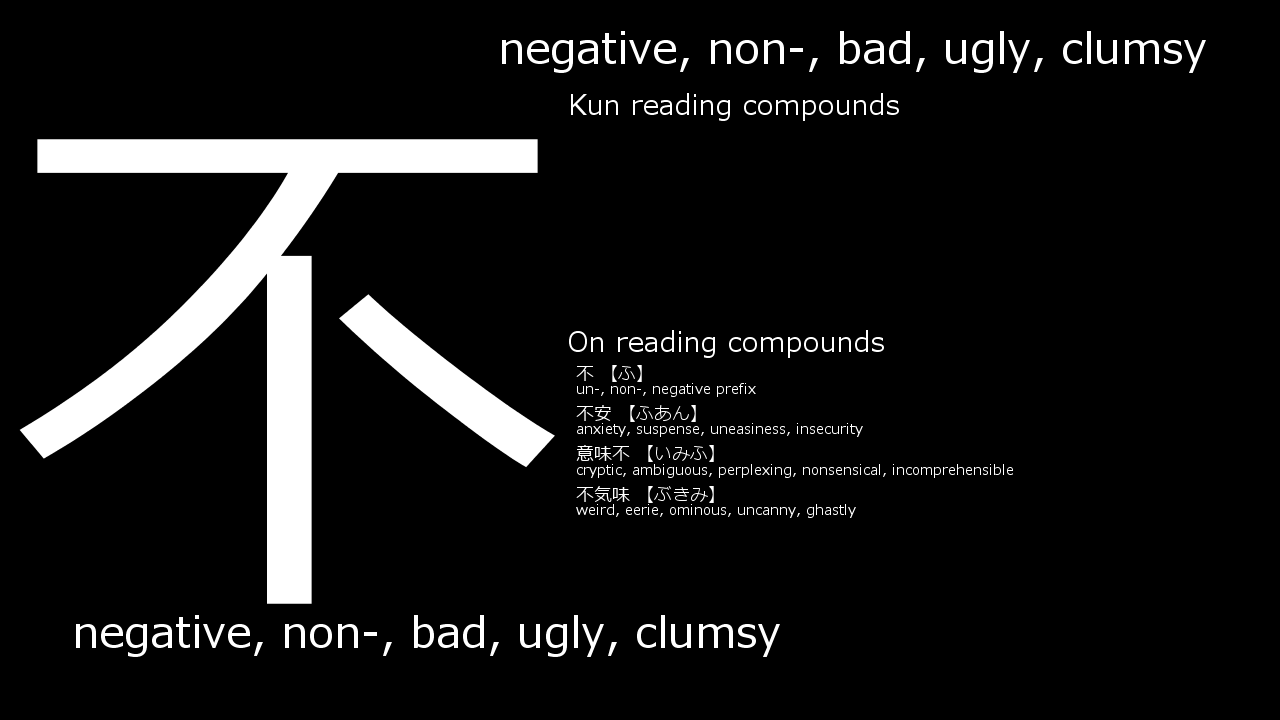 negative, non-, bad, ugly, clumsy
Kun reading compounds
不
On reading compounds
不 【ふ】
un-, non-, negative prefix
不安 【ふあん】
anxiety, suspense, uneasiness, insecurity
意味不 【いみふ】
cryptic, ambiguous, perplexing, nonsensical, incomprehensible
不気味 【ぶきみ】
weird, eerie, ominous, uncanny, ghastly
negative, non-, bad, ugly, clumsy